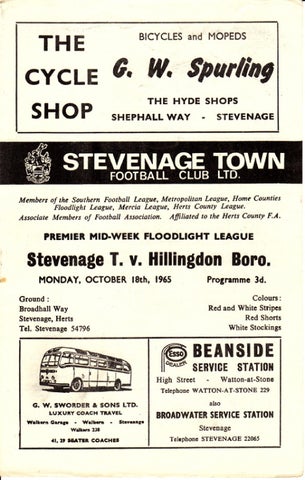 THE
CYCLE
SHOP
BICYCLES and MOPEDS
G. W. Spurling
THE HYDE SHOPS
SHEPHALL WAY - STEVENAGE
STEVENAGE TOWN
FOOTBALL CLUB LTD.
Members of the Southern Football League, Metropolitan League, Home Counties
Floodlight League, Mercia League, Herts County League.
Associate Members of Football Association. Affiliated to the Herts County F.A.
PREMIER MID-WEEK FLOODLIGHT LEAGUE
Stevenage T. v. Hillingdon Boro.
MONDAY, OCTOBER 18th, 1965 Programme 3d.
Ground :
Broadhall Way
Stevenage, Herts
Tel. Stevenage 54796
Colours :
Red and White Stripes
Red Shorts
White Stockings
G. W. SWORDER & SONS LTD.
LUXURY COACH TRAVEL
Walkern Garage - Walkern - Stevenage
Walkern 238
41, 29 SEATER COACHES
Esso
DEALER
BEANSIDE
SERVICE STATION
High Street - Watton-at-Stone
Telephone WATTON-AT-STONE 229
also
BROADWATER SERVICE STATION
Stevenage
Telephone STEVENAGE 22065